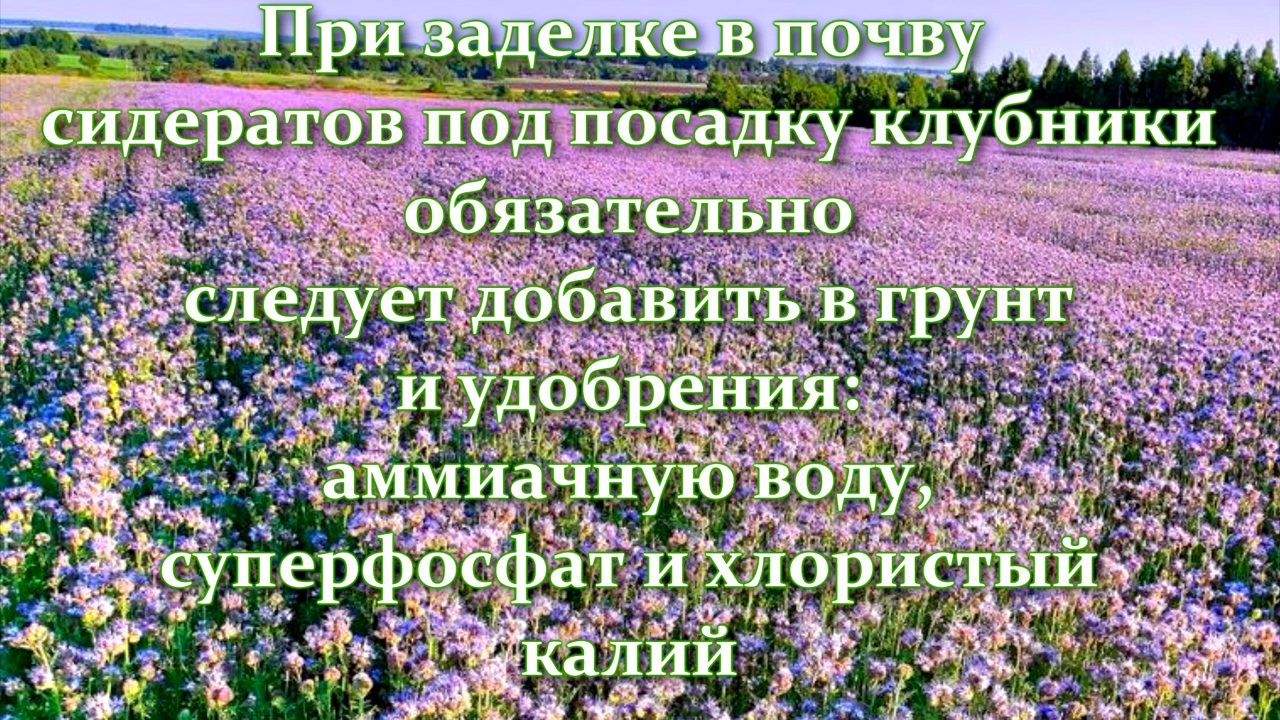 При заделке в почву
сидератов под посадку клубники
обязательно
следует добавить в грунт
и удобрения:
аммиачную воду,
суперфосфат и хлористый
калий